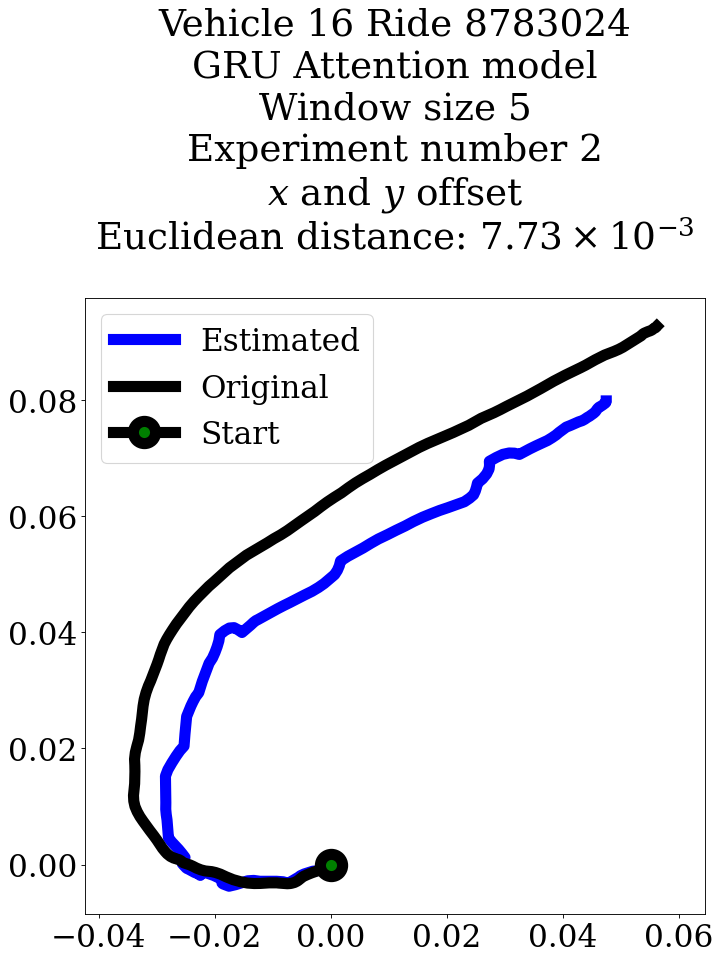 Vehicle 16 Ride 8783024
GRU Attention model
Window size 5
Experiment number 2
x and y offset
Euclidean distance: 7.73 × 10⁻³
Estimated
Original
Start
0.08
0.06
0.04
0.02
0.00
−0.04 −0.02 0.00 0.02 0.04 0.06